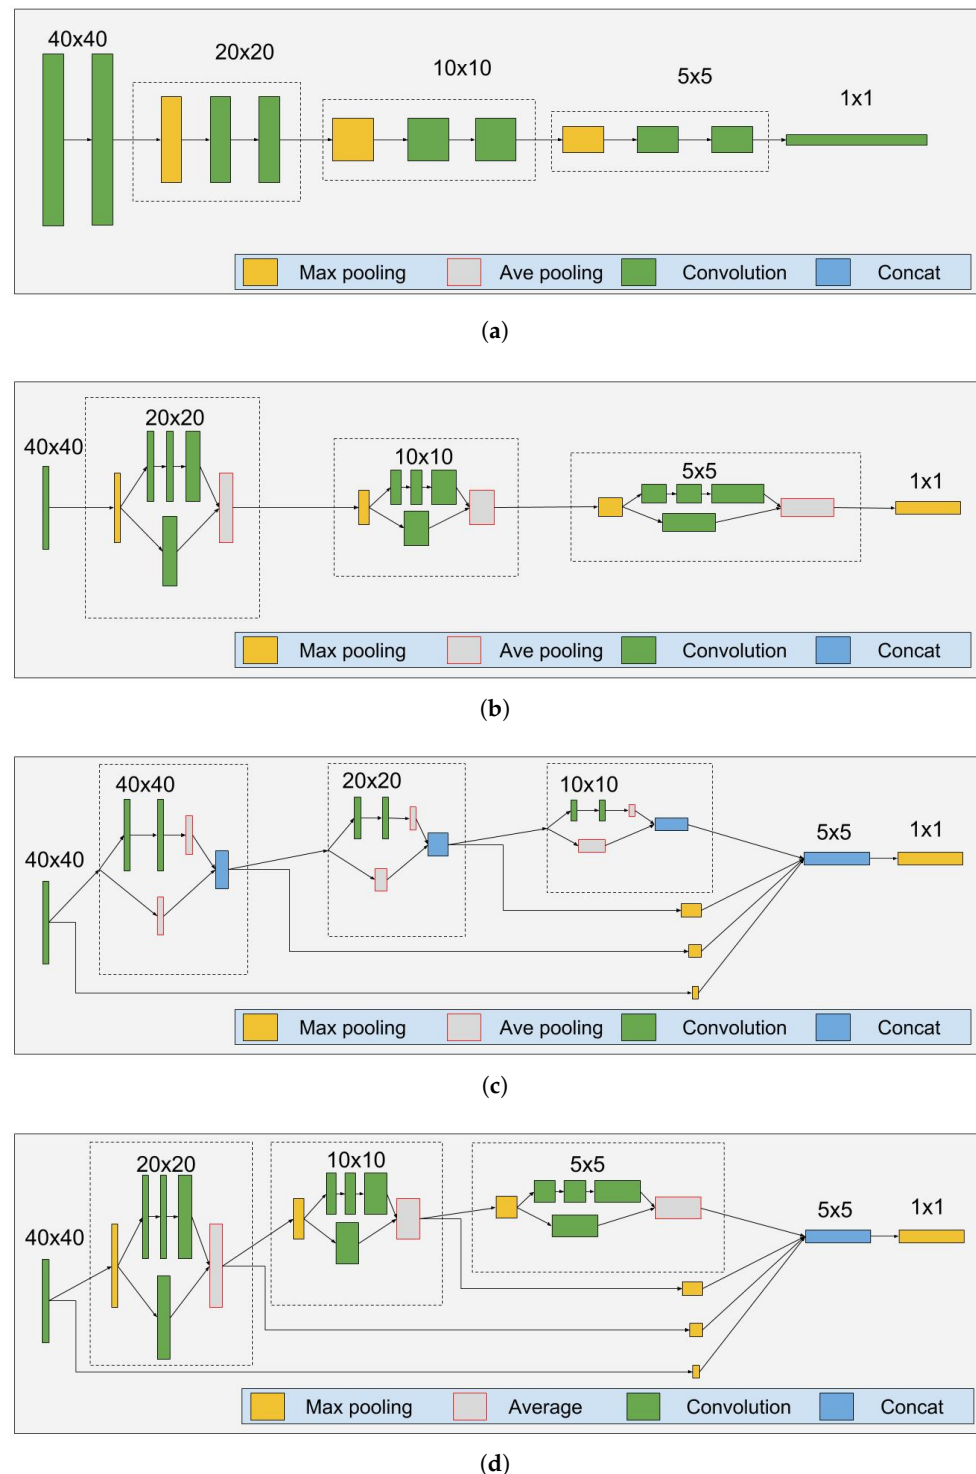 40x40
20x20
10x10
5x5
1x1
Max pooling Ave pooling Convolution Concat
(a)
20x20
40x40
10x10
5x5
1x1
Max pooling Ave pooling Convolution Concat
(b)
40x40
20x20
10x10
40x40
5x5
1x1
Max pooling Ave pooling Convolution Concat
(c)
20x20
10x10
5x5
40x40
5x5
1x1
Max pooling Average Convolution Concat
(d)